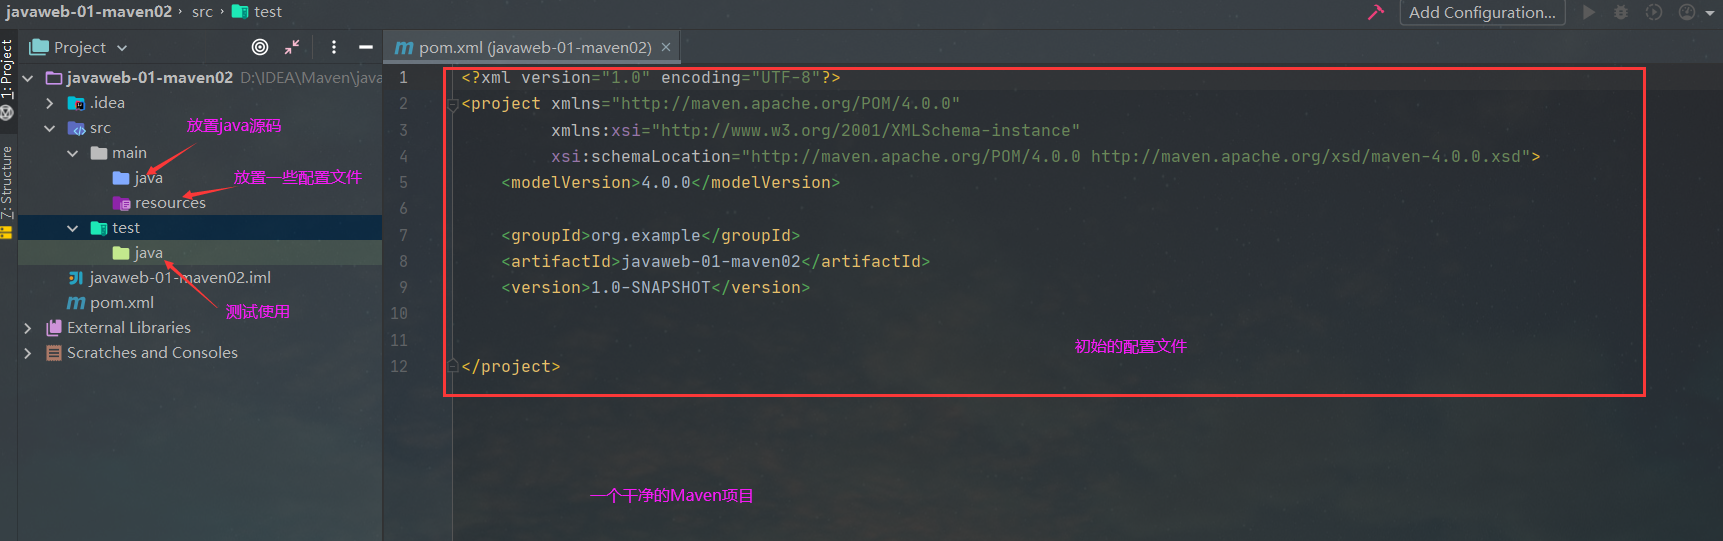 javaweb-01-maven02 › src › test
Add Configuration...
1: Project
7: Structure
Project
pom.xml (javaweb-01-maven02) ×
javaweb-01-maven02 D:\IDEA\Maven\java
.idea
src
放置java源码
main
java
放置一些配置文件
resources
test
java
javaweb-01-maven02.iml
测试使用
pom.xml
External Libraries
Scratches and Consoles
1 <?xml version="1.0" encoding="UTF-8"?>
2 <project xmlns="http://maven.apache.org/POM/4.0.0"
3 xmlns:xsi="http://www.w3.org/2001/XMLSchema-instance"
4 xsi:schemaLocation="http://maven.apache.org/POM/4.0.0 http://maven.apache.org/xsd/maven-4.0.0.xsd">
5 <modelVersion>4.0.0</modelVersion>
6
7 <groupId>org.example</groupId>
8 <artifactId>javaweb-01-maven02</artifactId>
9 <version>1.0-SNAPSHOT</version>
10
11
初始的配置文件
12 </project>
一个干净的Maven项目